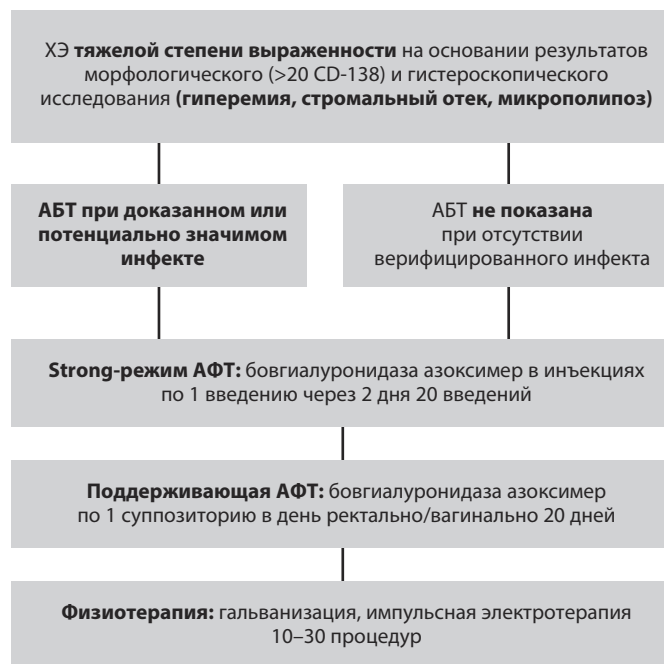 ХЭ тяжелой степени выраженности на основании результатов
морфологического (>20 CD-138) и гистероскопического
исследования (гиперемия, стромальный отек, микрополипоз)
АБТ при доказанном или
потенциально значимом
инфекте
АБТ не показана
при отсутствии
верифицированного инфекта
Strong-режим АФТ: бовгиалуронидаза азоксимер в инъекциях
по 1 введению через 2 дня 20 введений
Поддерживающая АФТ: бовгиалуронидаза азоксимер
по 1 суппозиторию в день ректально/вагинально 20 дней
Физиотерапия: гальванизация, импульсная электротерапия
10–30 процедур